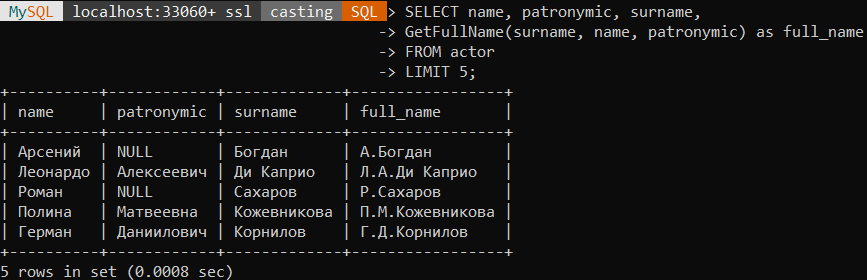 MySQL localhost:33060+ ssl casting SQL > SELECT name, patronymic, surname,
-> GetFullName(surname, name, patronymic) as full_name
-> FROM actor
-> LIMIT 5;
+----------+------------+-------------+-----------------+
| name     | patronymic | surname     | full_name       |
+----------+------------+-------------+-----------------+
| Арсений  | NULL       | Богдан      | А.Богдан        |
| Леонардо | Алексеевич | Ди Каприо   | Л.А.Ди Каприо   |
| Роман    | NULL       | Сахаров     | Р.Сахаров       |
| Полина   | Матвеевна  | Кожевникова | П.М.Кожевникова |
| Герман   | Даниилович | Корнилов    | Г.Д.Корнилов    |
+----------+------------+-------------+-----------------+
5 rows in set (0.0008 sec)